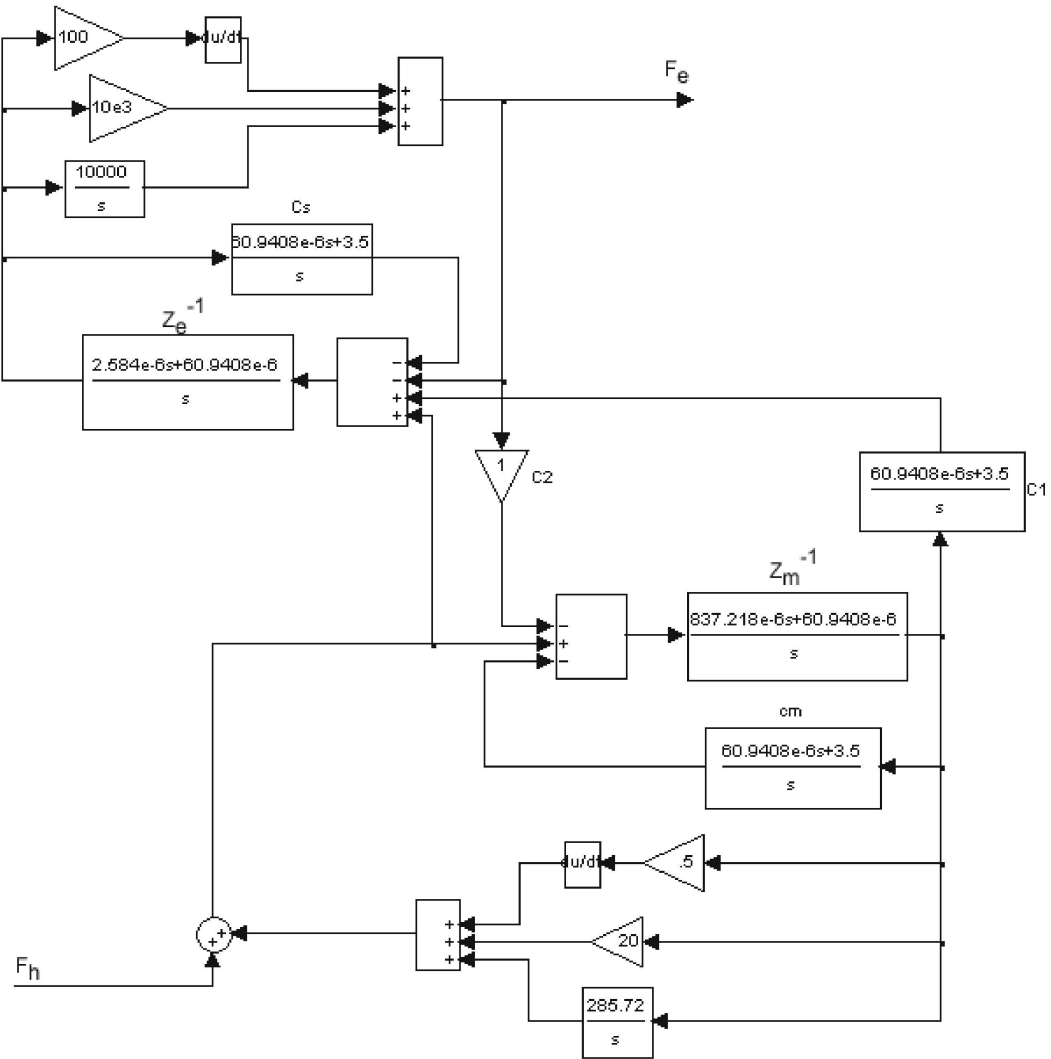 100
du/dt
+
+
+
F_e
10e3
10000
s
Cs
60.9408e-6s+3.5
s
Z_e^-1
2.584e-6s+60.9408e-6
s
−
−
+
+
1
C2
60.9408e-6s+3.5
s
C1
Z_m^-1
−
+
−
837.218e-6s+60.9408e-6
s
cm
60.9408e-6s+3.5
s
du/dt
.5
+
+
+
20
+
+
F_h
285.72
s